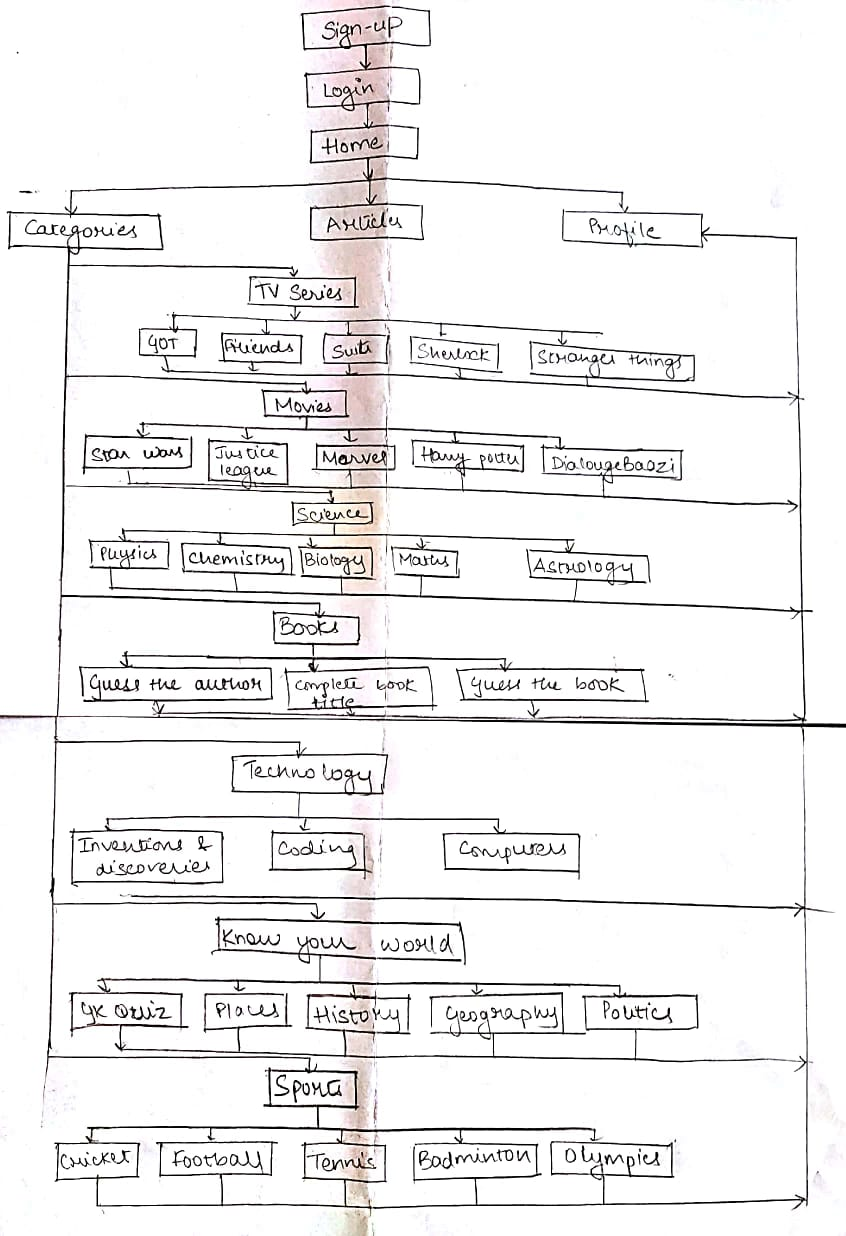 Sign-up
Login
Home
Categories
Articles
Profile
TV Series
GOT
Friends
Suits
Sherlock
Stranger things
Movies
Star wars
Justice
league
Marvel
Harry potter
DialougeBaazi
Science
Physics
Chemistry
Biology
Maths
Astrology
Books
Guess the author
Complete book
title
Guess the book
Technology
Inventions &
discoveries
Coding
Computers
Know your world
GK Quiz
Places
History
Geography
Politics
Sports
Cricket
Football
Tennis
Badminton
Olympics